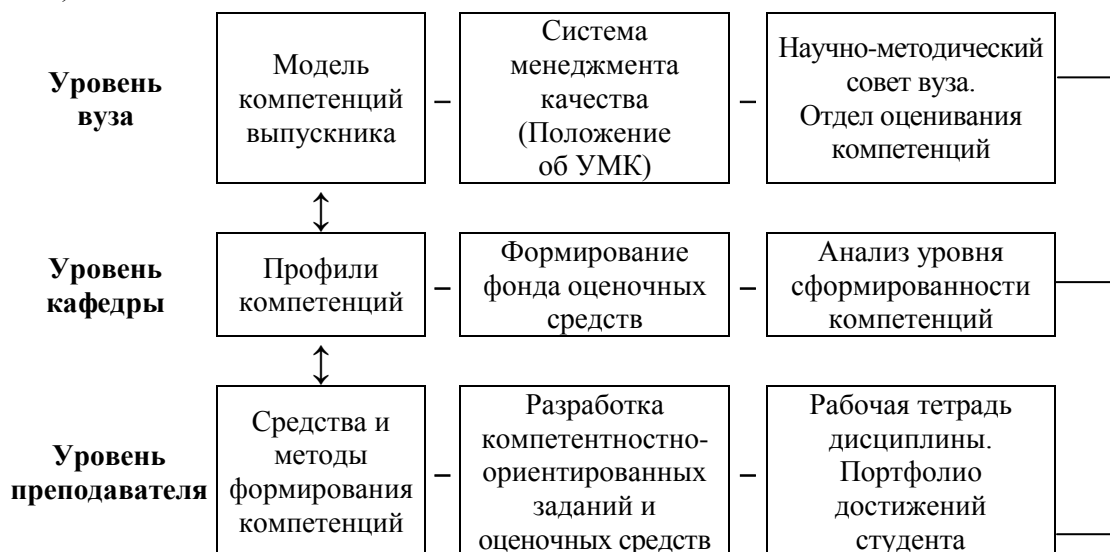 Уровень
вуза
Модель
компетенций
выпускника
–
Система
менеджмента
качества
(Положение
об УМК)
–
Научно-методический
совет вуза.
Отдел оценивания
компетенций
Уровень
кафедры
Профили
компетенций
–
Формирование
фонда оценочных
средств
–
Анализ уровня
сформированности
компетенций
Уровень
преподавателя
Средства и
методы
формирования
компетенций
–
Разработка
компетентностно-
ориентированных
заданий и
оценочных средств
–
Рабочая тетрадь
дисциплины.
Портфолио
достижений
студента